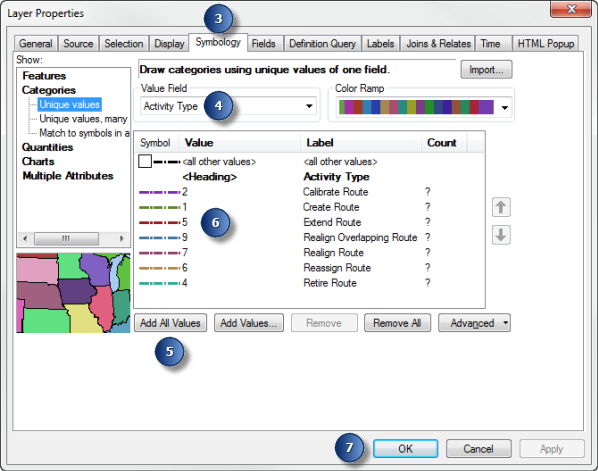 Layer Properties
3
General Source Selection Display Symbology Fields Definition Query Labels Joins & Relates Time HTML Popup
Show:
Features
Categories
Unique values
Unique values, many
Match to symbols in a
Quantities
Charts
Multiple Attributes
Draw categories using unique values of one field.
Import...
Value Field
Activity Type
4
Color Ramp
Symbol Value Label Count
<all other values> <all other values>
<Heading> Activity Type
2 Calibrate Route ?
1 Create Route ?
5 Extend Route ?
9 Realign Overlapping Route ?
7 Realign Route ?
6 Reassign Route ?
4 Retire Route ?
6
Add All Values Add Values... Remove Remove All Advanced
5
7
OK Cancel Apply